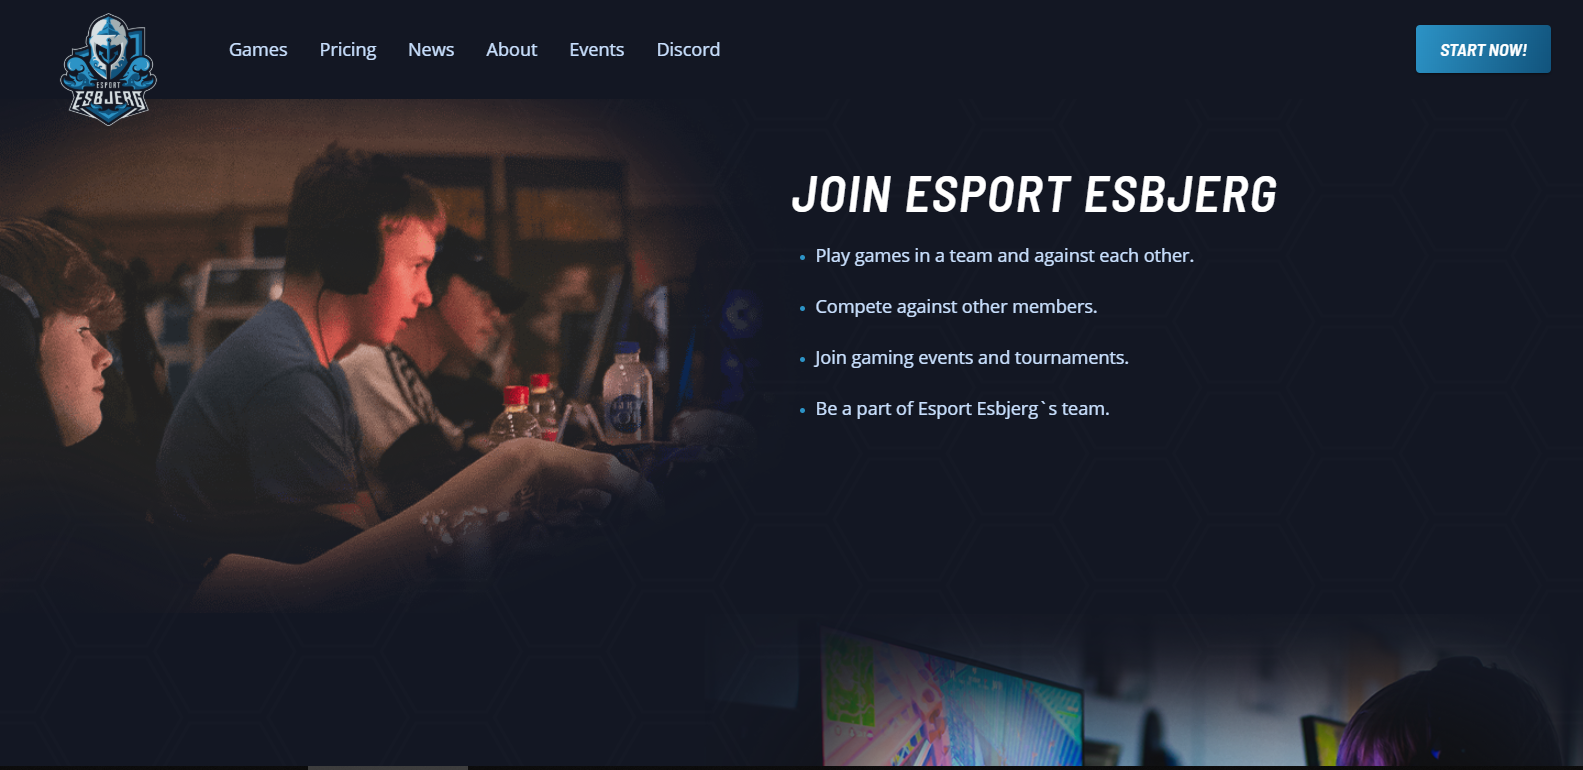 ESPORT
ESBJERG
Games Pricing News About Events Discord
START NOW!
JOIN ESPORT ESBJERG
• Play games in a team and against each other.
• Compete against other members.
• Join gaming events and tournaments.
• Be a part of Esport Esbjerg`s team.